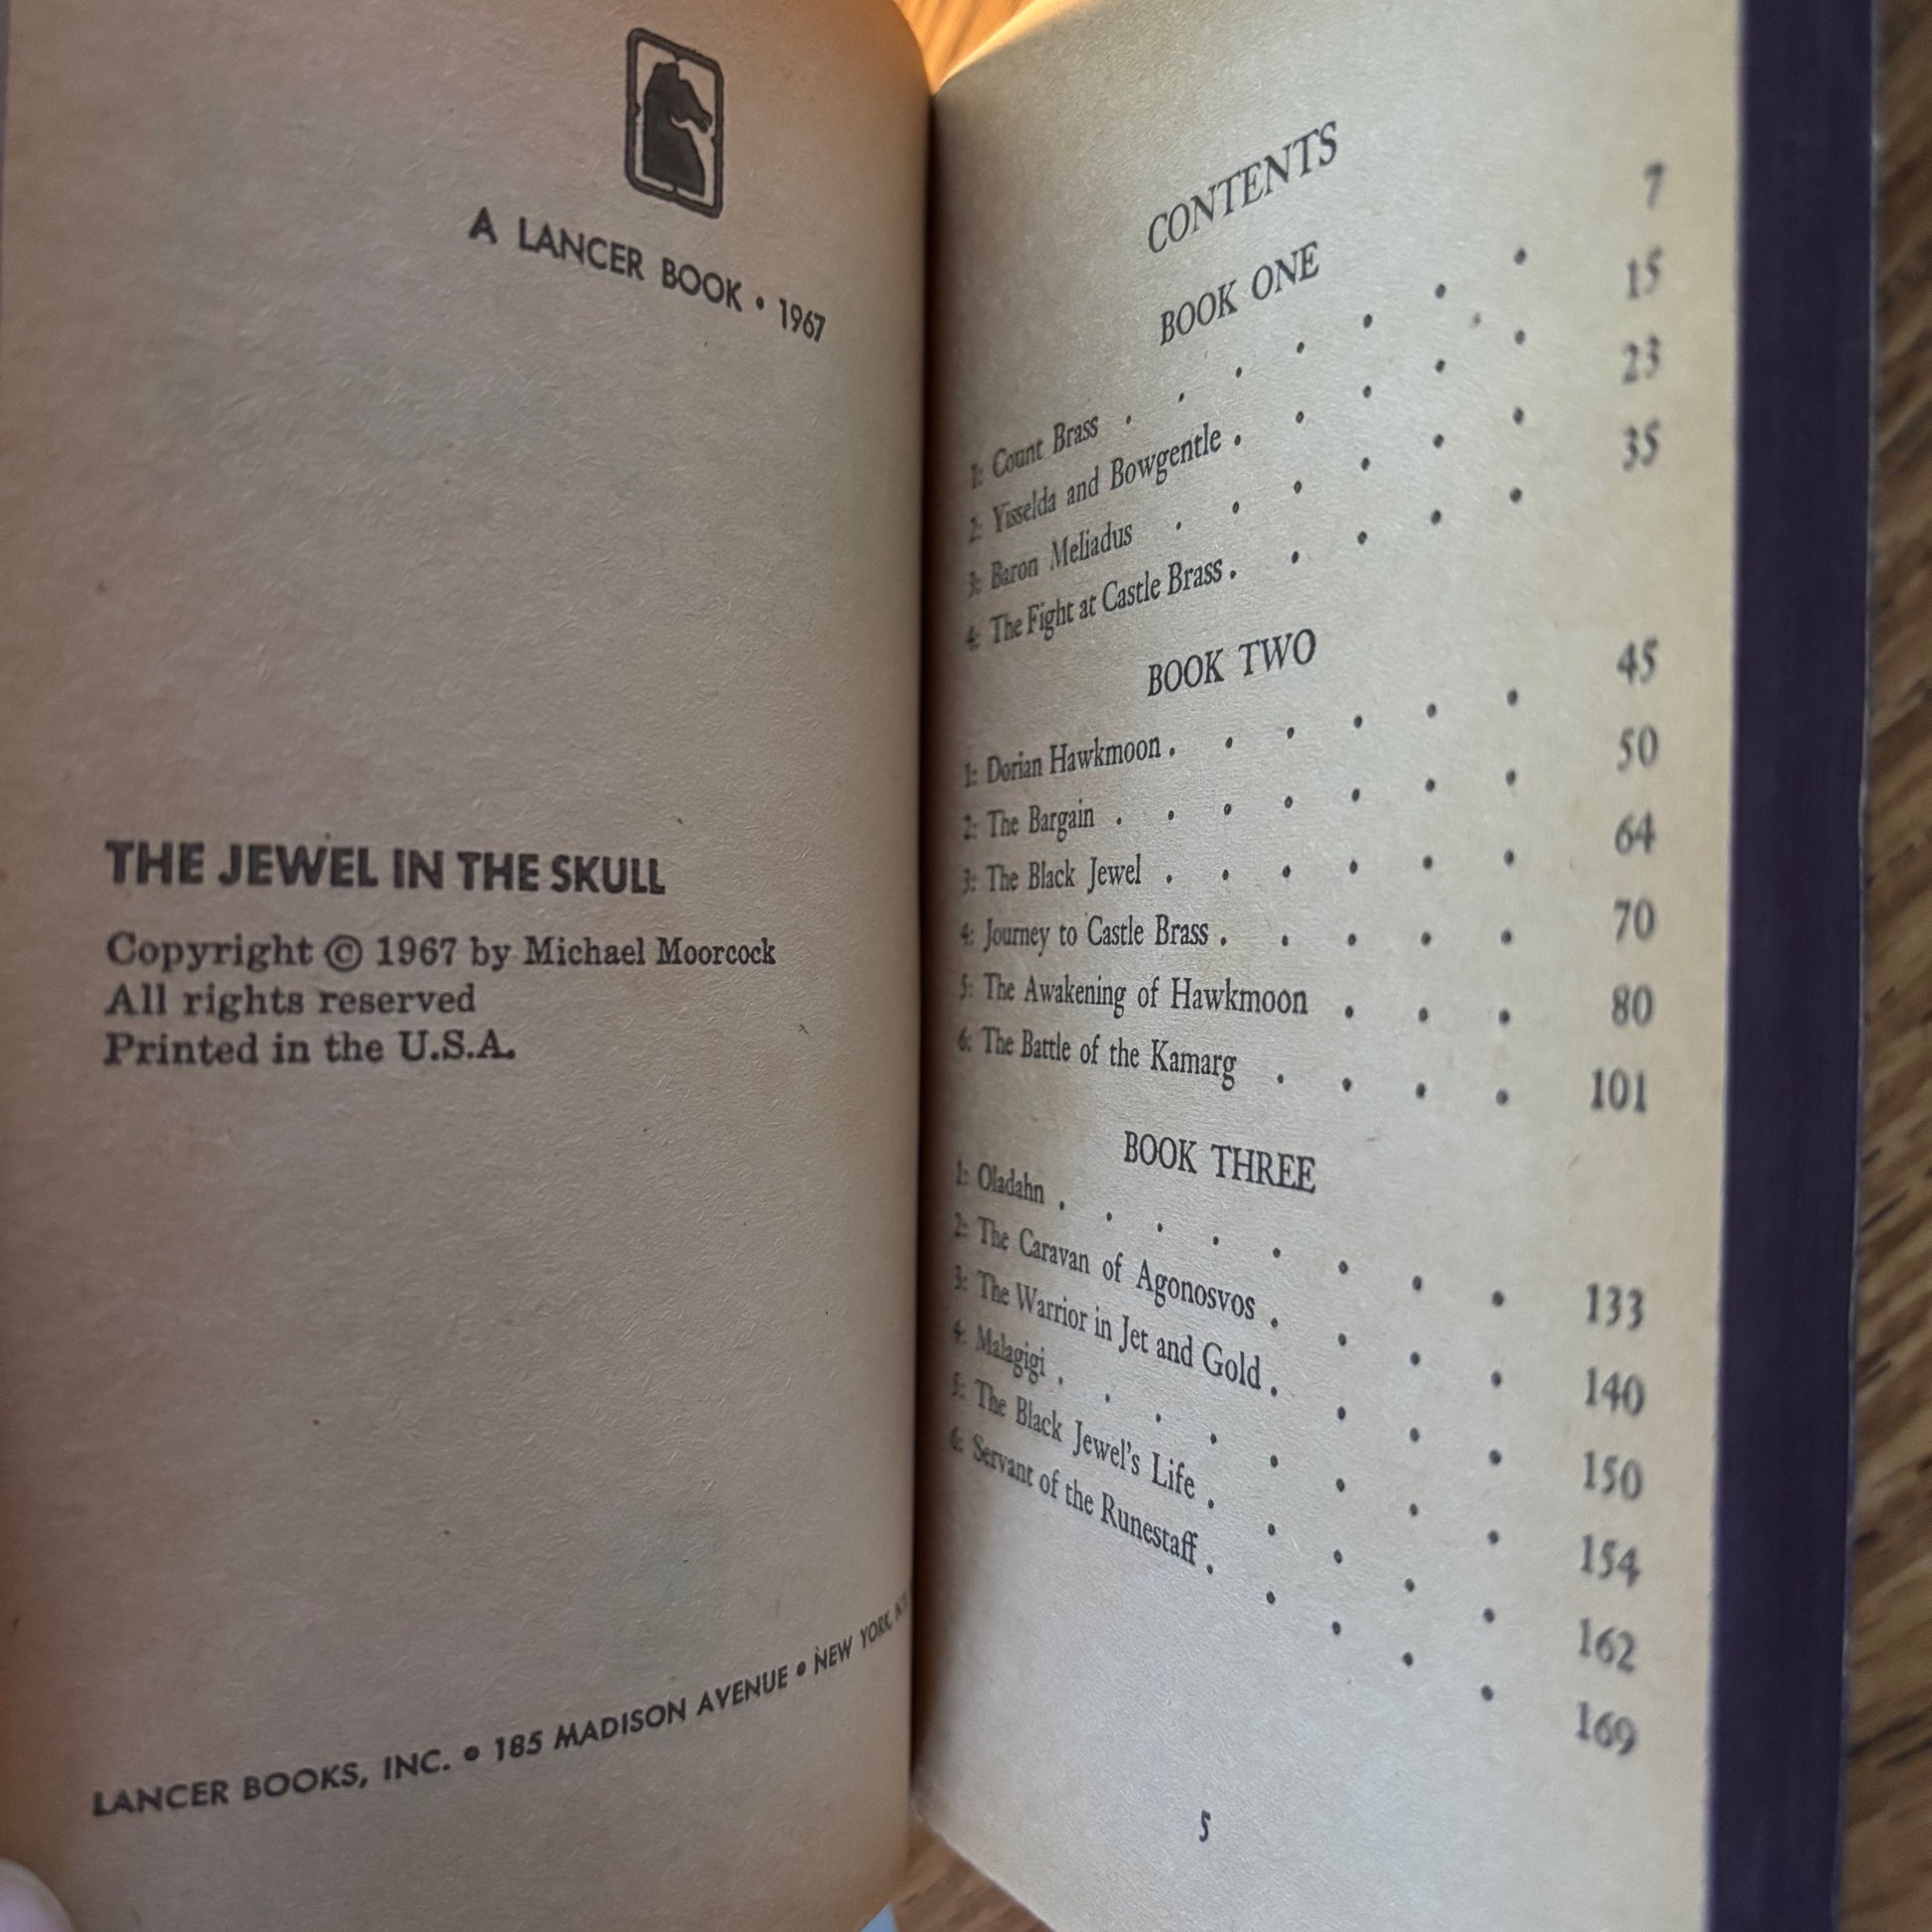 A LANCER BOOK • 1967
THE JEWEL IN THE SKULL
Copyright © 1967 by Michael Moorcock
All rights reserved
Printed in the U.S.A.
LANCER BOOKS, INC. • 185 MADISON AVENUE • NEW YORK,
CONTENTS
BOOK ONE
1: Count Brass . . . . . . . 7
2: Yisselda and Bowgentle . . . . . 15
3: Baron Meliadus . . . . . . 23
4: The Fight at Castle Brass . . . . . 35
BOOK TWO
1: Dorian Hawkmoon . . . . . . 45
2: The Bargain . . . . . . . 50
3: The Black Jewel . . . . . . 64
4: Journey to Castle Brass . . . . . 70
5: The Awakening of Hawkmoon . . . 80
6: The Battle of the Kamarg . . . . 101
BOOK THREE
1: Oladahn . . . . . . . . 133
2: The Caravan of Agonosvos . . . . 140
3: The Warrior in Jet and Gold . . . . 150
4: Malagigi . . . . . . . . 154
5: The Black Jewel's Life . . . . . 162
6: Servant of the Runestaff . . . . . 169
5